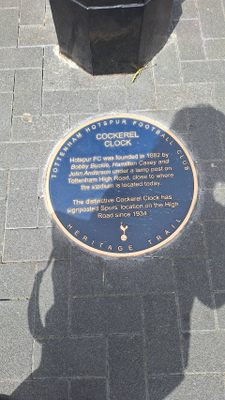 TOTTENHAM HOTSPUR FOOTBALL CLUB
COCKEREL
CLOCK
Hotspur FC was founded in 1882 by
Bobby Buckle, Hamilton Casey and
John Anderson under a lamp post on
Tottenham High Road, close to where
the stadium is located today.
The distinctive Cockerel Clock has
signposted Spurs' location on the High
Road since 1934
HERITAGE TRAIL